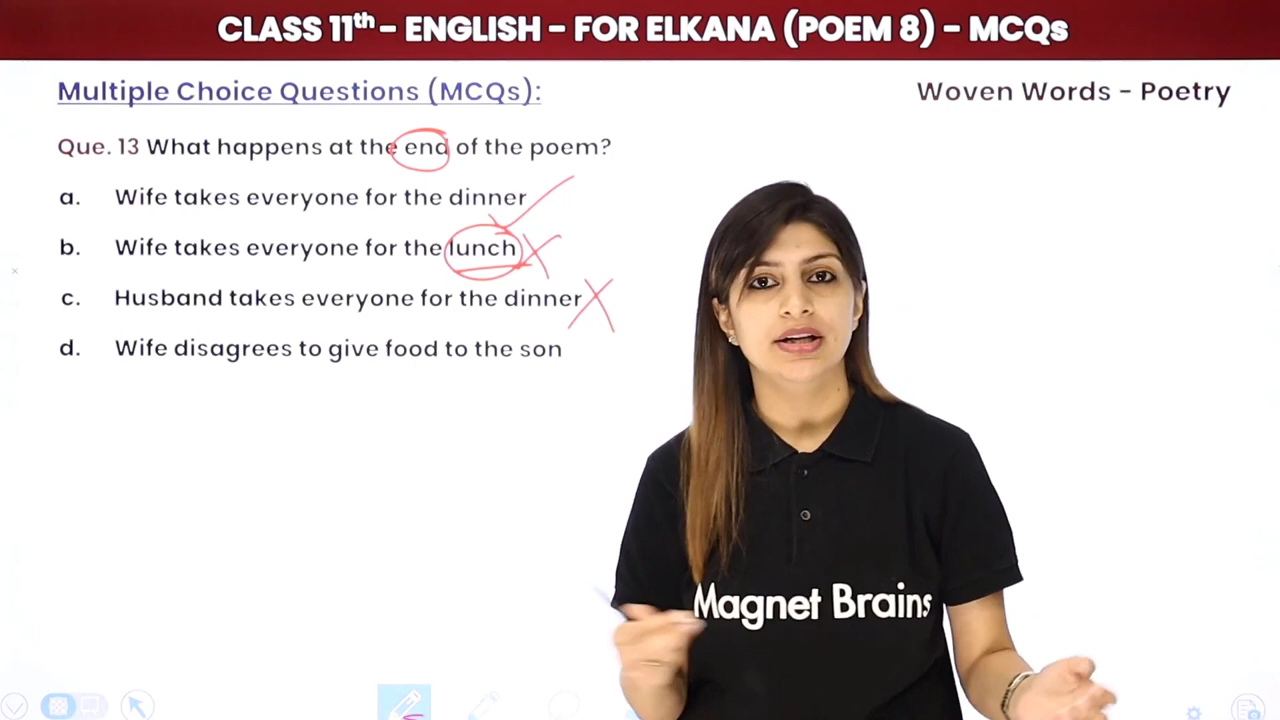 CLASS 11th - ENGLISH - FOR ELKANA (POEM 8) - MCQs
Multiple Choice Questions (MCQs):
Woven Words - Poetry
Que. 13 What happens at the end of the poem?
a. Wife takes everyone for the dinner
b. Wife takes everyone for the lunch
c. Husband takes everyone for the dinner
d. Wife disagrees to give food to the son
Magnet Brains